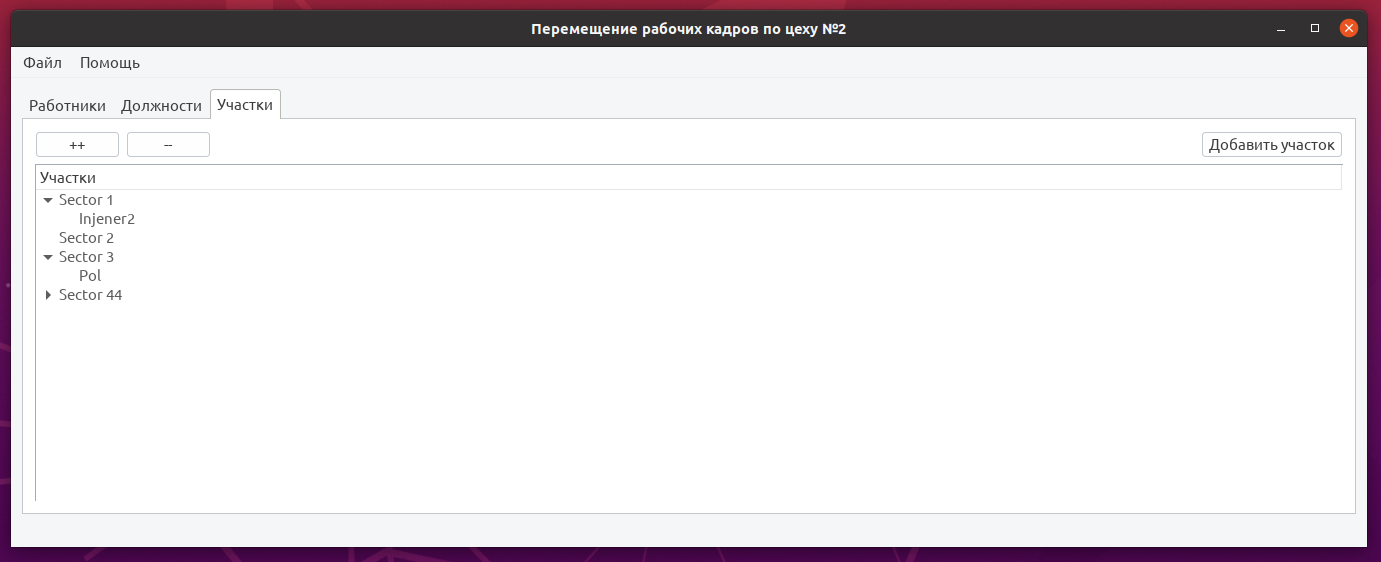 Перемещение рабочих кадров по цеху №2
Файл Помощь
Работники Должности Участки
++ -- Добавить участок
Участки
Sector 1
Injener2
Sector 2
Sector 3
Pol
Sector 44